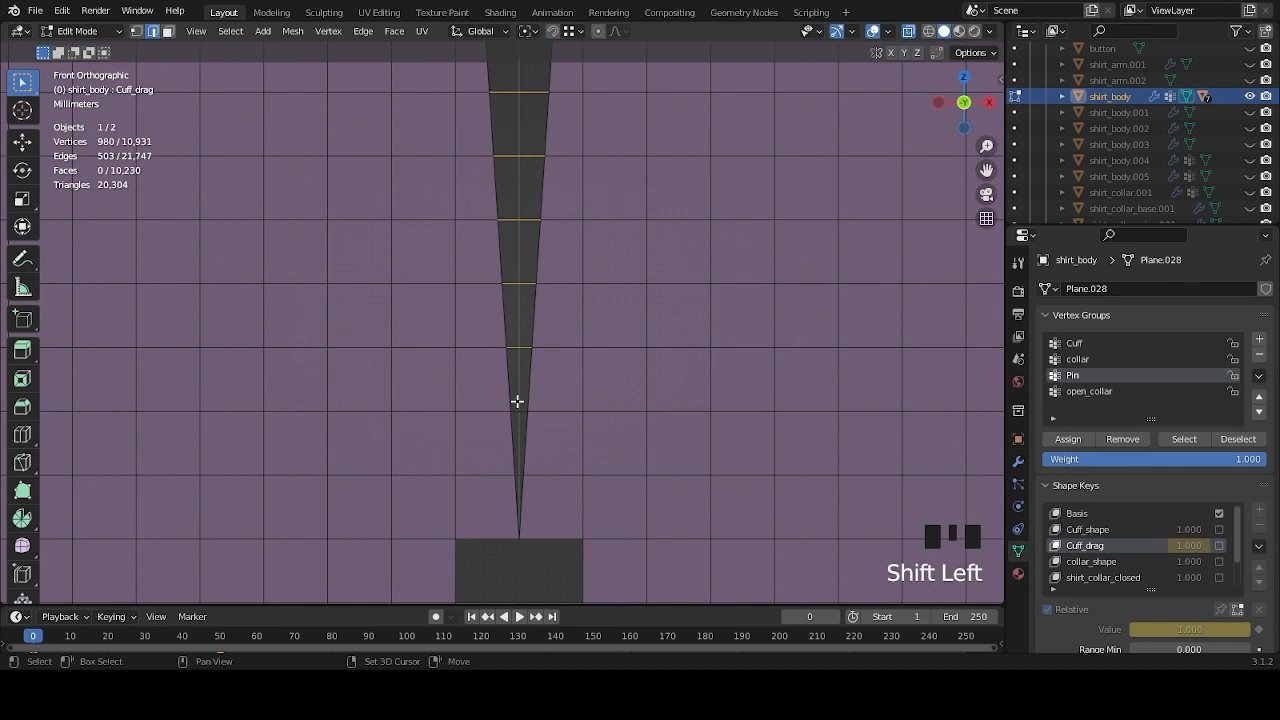 File Edit Render Window Help Layout Modeling Sculpting UV Editing Texture Paint Shading Animation Rendering Compositing Geometry Nodes Scripting + Scene ViewLayer
Edit Mode View Select Add Mesh Vertex Edge Face UV Global
X Y Z Options
Front Orthographic
(0) shirt_body : Cuff_drag
Millimeters
Objects 1 / 2
Vertices 980 / 10,931
Edges 503 / 21,747
Faces 0 / 10,230
Triangles 20,304
Z
-Y
X
button
shirt_arm.001
shirt_arm.002
shirt_body
shirt_body.001
shirt_body.002
shirt_body.003
shirt_body.004
shirt_body.005
shirt_collar.001
shirt_collar_base.001
shirt_body Plane.028
Plane.028
Vertex Groups
Cuff
collar
Pin
open_collar
Assign Remove Select Deselect
Weight 1.000
Shape Keys
Basis
Cuff_shape 1.000
Cuff_drag 1.000
collar_shape 1.000
shirt_collar_closed 1.000
Relative
Value 1.000
Range Min 0.000
Shift Left
Playback Keying View Marker 0 Start 1 End 250
0 10 20 30 40 50 60 70 80 90 100 110 120 130 140 150 160 170 180 190 200 210 220 230 240 250
Select Box Select Pan View Set 3D Cursor Move 3.1.2